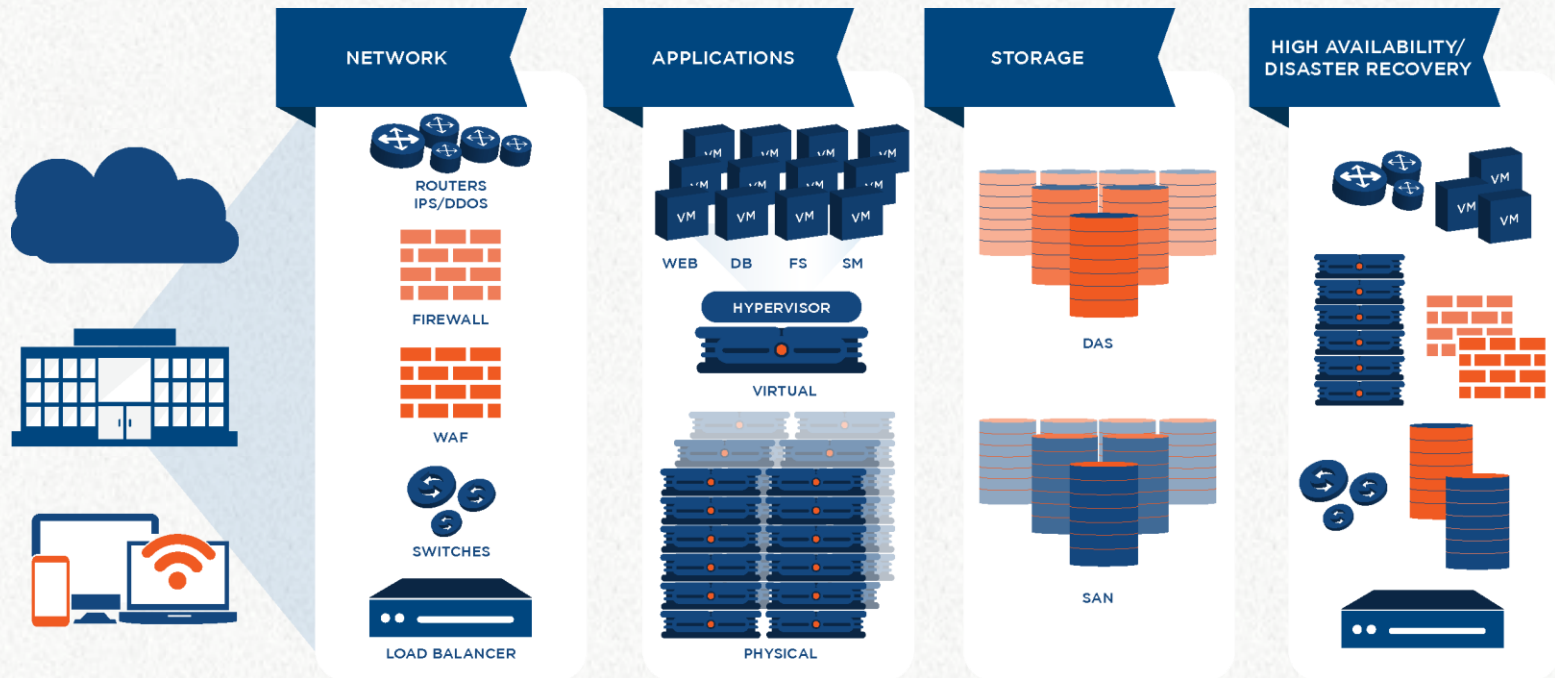 NETWORK
ROUTERS
IPS/DDOS
FIREWALL
WAF
SWITCHES
LOAD BALANCER
APPLICATIONS
VM VM VM VM
VM VM VM VM
VM VM VM VM
WEB DB FS SM
HYPERVISOR
VIRTUAL
PHYSICAL
STORAGE
DAS
SAN
HIGH AVAILABILITY/
DISASTER RECOVERY
VM
VM
VM